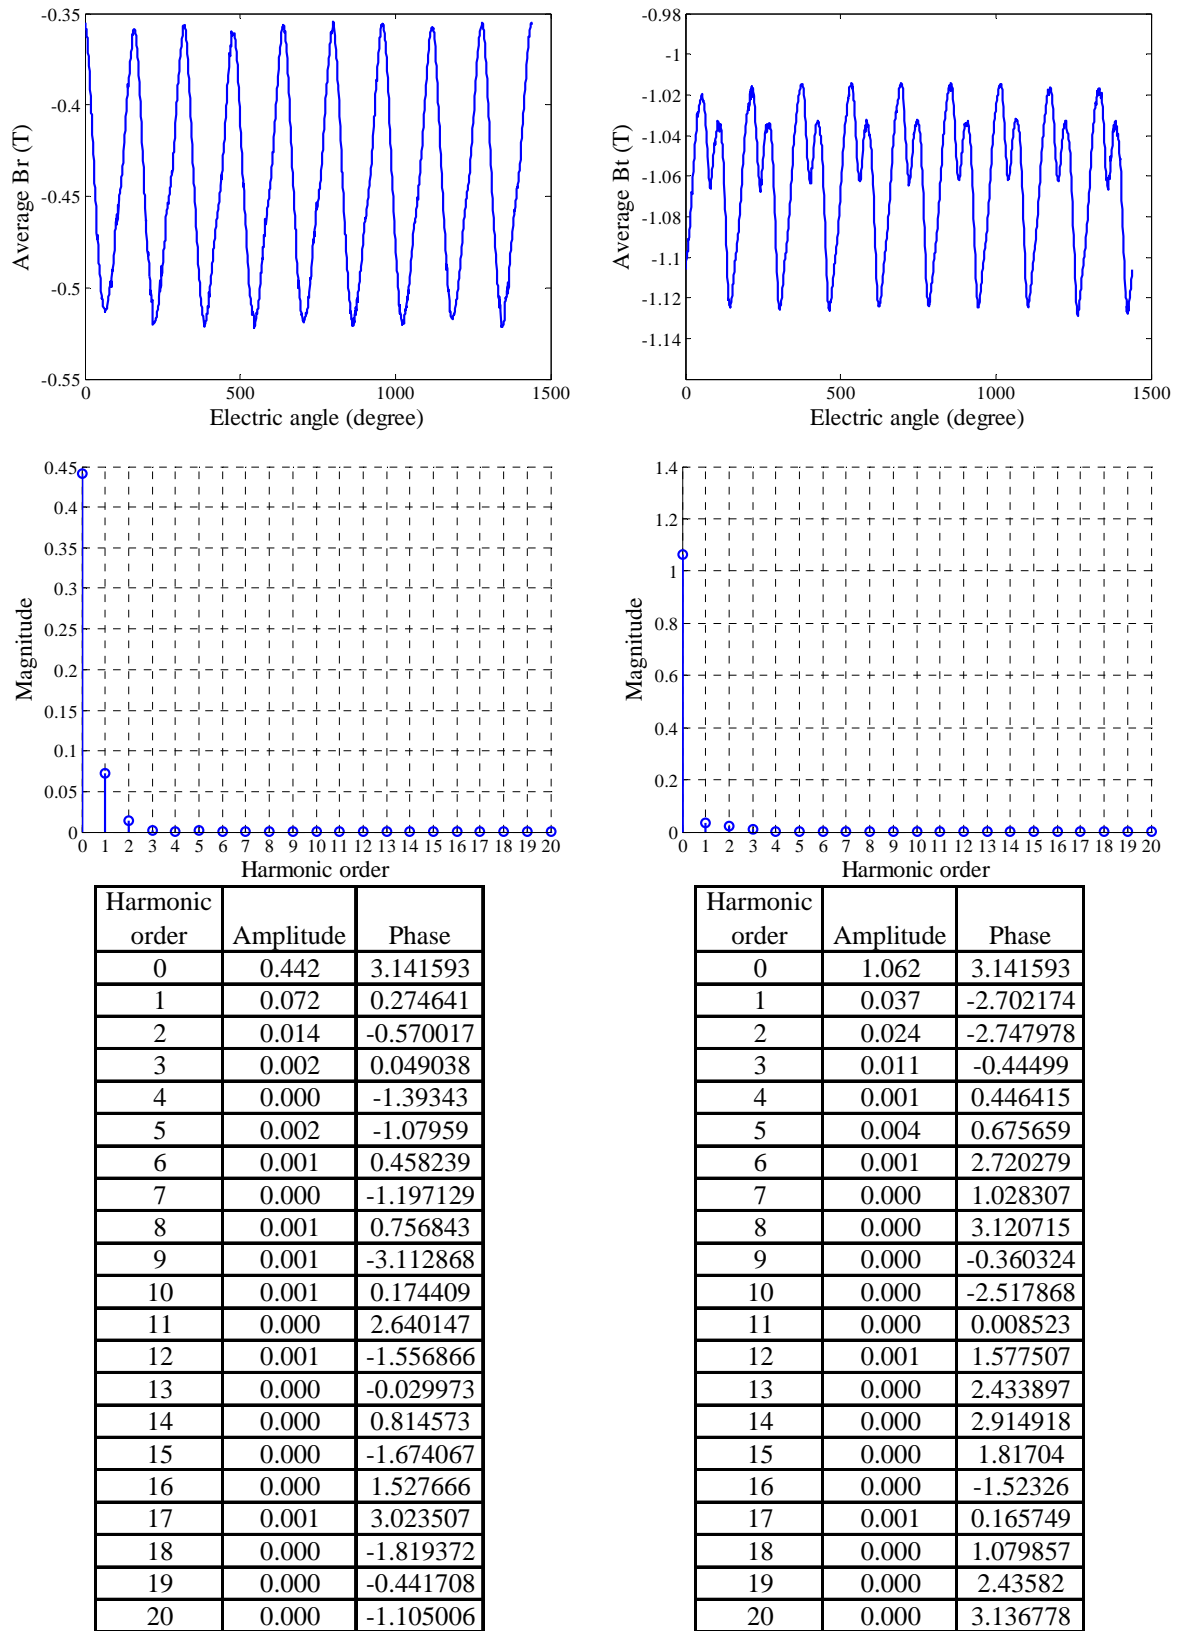 -0.35
-0.4
-0.45
-0.5
-0.55
Average Br (T)
0 500 1000 1500
Electric angle (degree)
-0.98
-1
-1.02
-1.04
-1.06
-1.08
-1.1
-1.12
-1.14
Average Bt (T)
0 500 1000 1500
Electric angle (degree)
0.45
0.4
0.35
0.3
0.25
0.2
0.15
0.1
0.05
0
Magnitude
0 1 2 3 4 5 6 7 8 9 10 11 12 13 14 15 16 17 18 19 20
Harmonic order
1.4
1.2
1
0.8
0.6
0.4
0.2
0
Magnitude
0 1 2 3 4 5 6 7 8 9 10 11 12 13 14 15 16 17 18 19 20
Harmonic order
Harmonic
order Amplitude Phase
0 0.442 3.141593
1 0.072 0.274641
2 0.014 -0.570017
3 0.002 0.049038
4 0.000 -1.39343
5 0.002 -1.07959
6 0.001 0.458239
7 0.000 -1.197129
8 0.001 0.756843
9 0.001 -3.112868
10 0.001 0.174409
11 0.000 2.640147
12 0.001 -1.556866
13 0.000 -0.029973
14 0.000 0.814573
15 0.000 -1.674067
16 0.000 1.527666
17 0.001 3.023507
18 0.000 -1.819372
19 0.000 -0.441708
20 0.000 -1.105006
Harmonic
order Amplitude Phase
0 1.062 3.141593
1 0.037 -2.702174
2 0.024 -2.747978
3 0.011 -0.44499
4 0.001 0.446415
5 0.004 0.675659
6 0.001 2.720279
7 0.000 1.028307
8 0.000 3.120715
9 0.000 -0.360324
10 0.000 -2.517868
11 0.000 0.008523
12 0.001 1.577507
13 0.000 2.433897
14 0.000 2.914918
15 0.000 1.81704
16 0.000 -1.52326
17 0.001 0.165749
18 0.000 1.079857
19 0.000 2.43582
20 0.000 3.136778